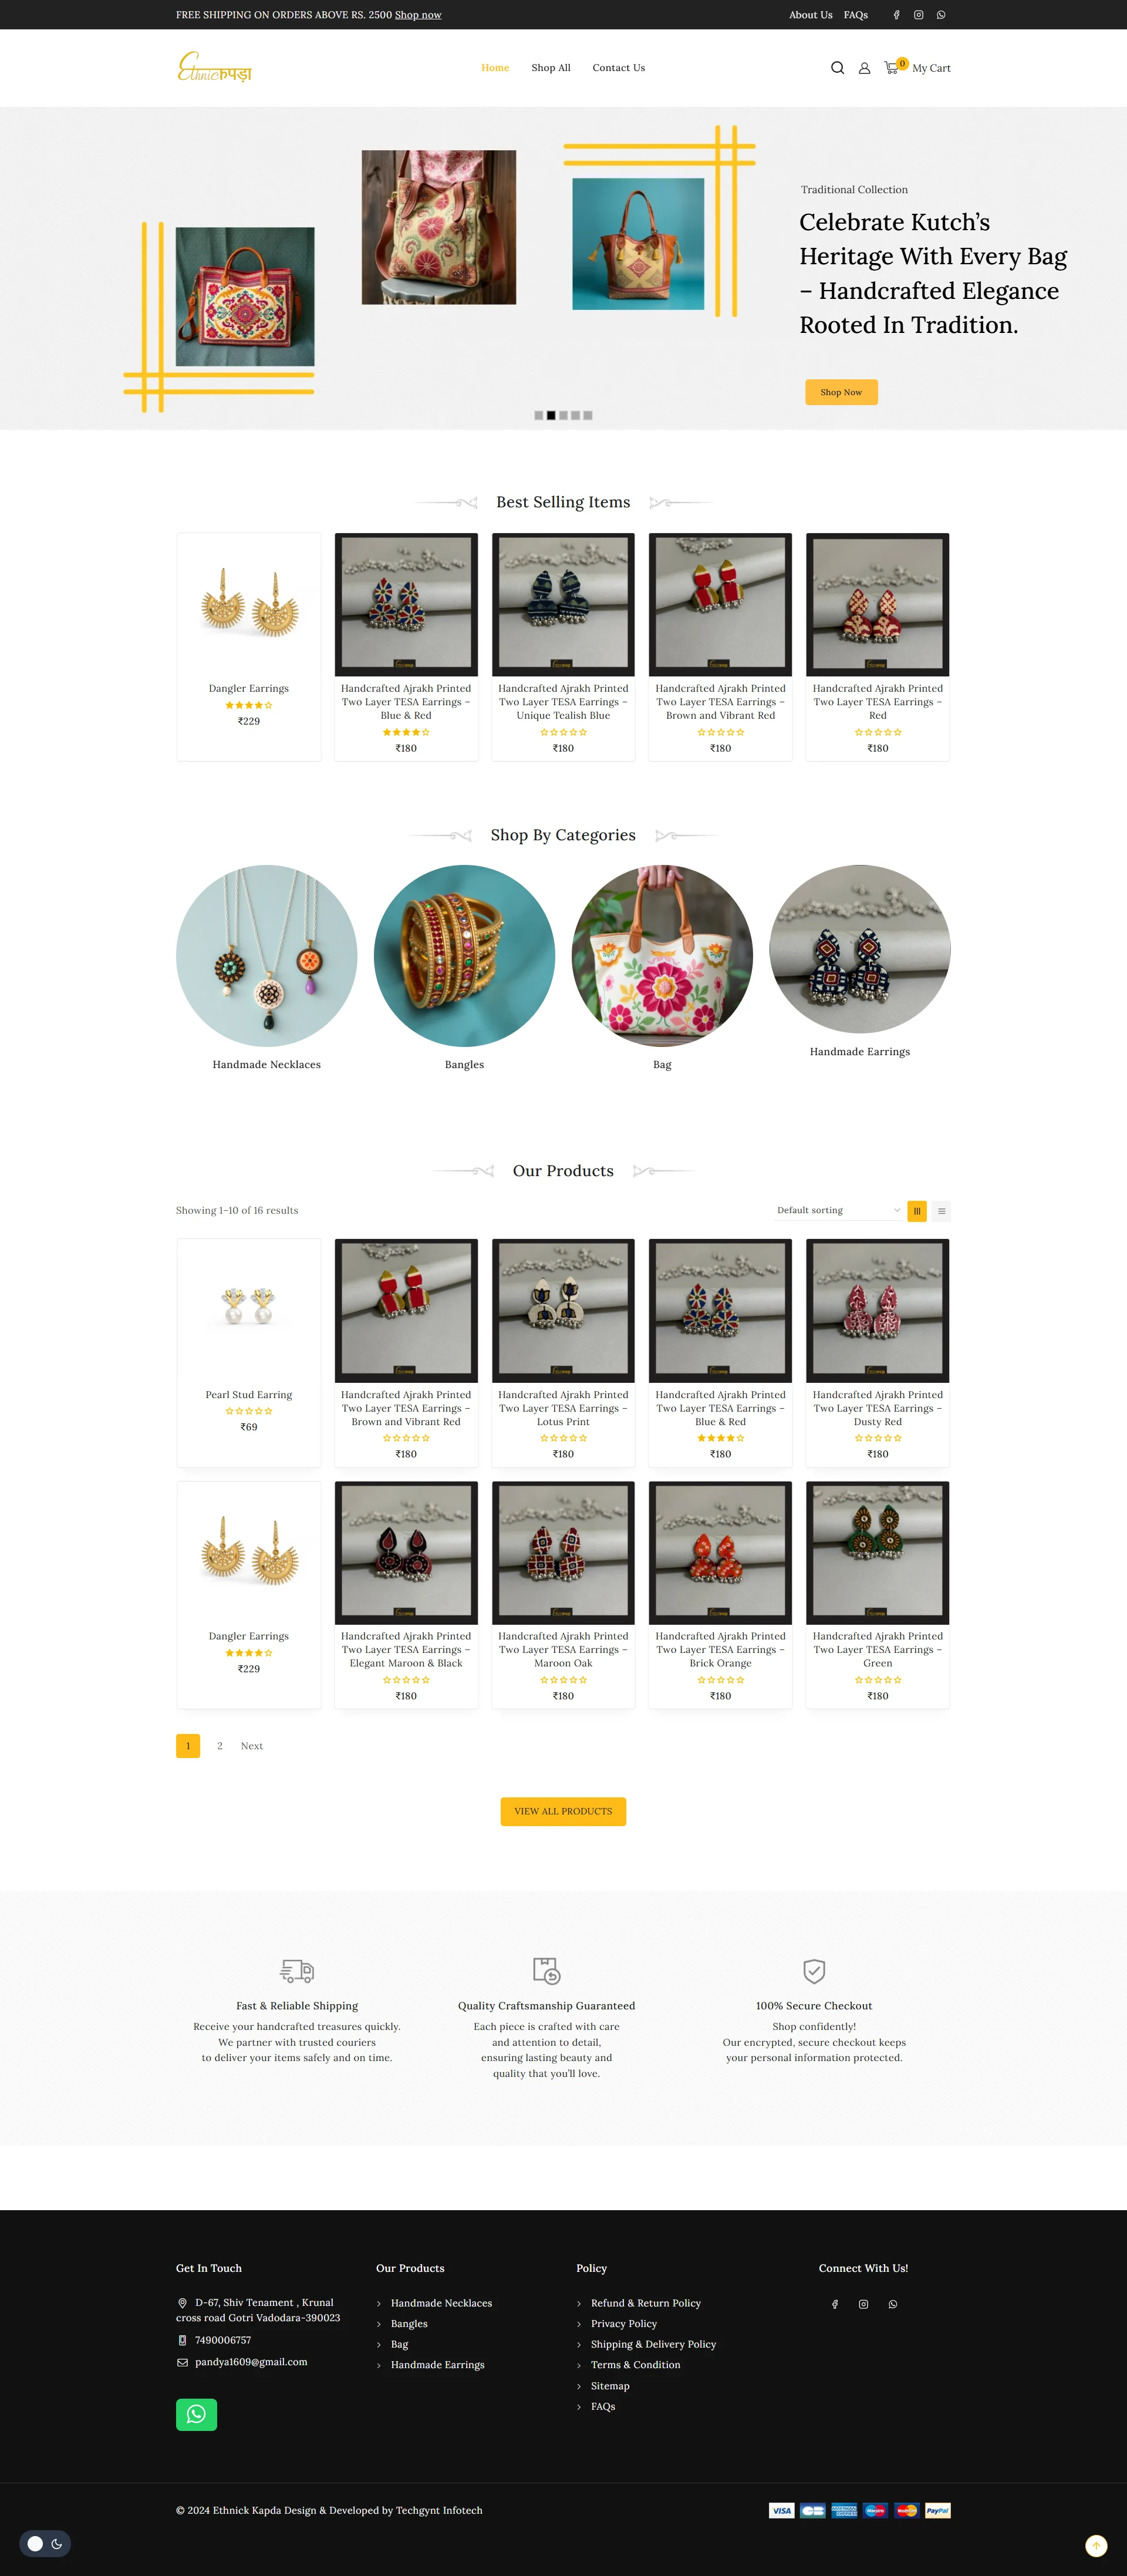 FREE SHIPPING ON ORDERS ABOVE RS. 2500 Shop now
About Us FAQs
Ethnicकपड़ा
Home Shop All Contact Us
0 My Cart
Traditional Collection
Celebrate Kutch’s
Heritage With Every Bag
– Handcrafted Elegance
Rooted In Tradition.
Shop Now
Best Selling Items
Dangler Earrings
₹229
Handcrafted Ajrakh Printed
Two Layer TESA Earrings –
Blue & Red
₹180
Handcrafted Ajrakh Printed
Two Layer TESA Earrings –
Unique Tealish Blue
₹180
Handcrafted Ajrakh Printed
Two Layer TESA Earrings –
Brown and Vibrant Red
₹180
Handcrafted Ajrakh Printed
Two Layer TESA Earrings –
Red
₹180
Shop By Categories
Handmade Necklaces
Bangles
Bag
Handmade Earrings
Our Products
Showing 1–10 of 16 results
Default sorting
Pearl Stud Earring
₹69
Handcrafted Ajrakh Printed
Two Layer TESA Earrings –
Brown and Vibrant Red
₹180
Handcrafted Ajrakh Printed
Two Layer TESA Earrings –
Lotus Print
₹180
Handcrafted Ajrakh Printed
Two Layer TESA Earrings –
Blue & Red
₹180
Handcrafted Ajrakh Printed
Two Layer TESA Earrings –
Dusty Red
₹180
Dangler Earrings
₹229
Handcrafted Ajrakh Printed
Two Layer TESA Earrings –
Elegant Maroon & Black
₹180
Handcrafted Ajrakh Printed
Two Layer TESA Earrings –
Maroon Oak
₹180
Handcrafted Ajrakh Printed
Two Layer TESA Earrings –
Brick Orange
₹180
Handcrafted Ajrakh Printed
Two Layer TESA Earrings –
Green
₹180
1 2 Next
VIEW ALL PRODUCTS
Fast & Reliable Shipping
Receive your handcrafted treasures quickly.
We partner with trusted couriers
to deliver your items safely and on time.
Quality Craftsmanship Guaranteed
Each piece is crafted with care
and attention to detail,
ensuring lasting beauty and
quality that you’ll love.
100% Secure Checkout
Shop confidently!
Our encrypted, secure checkout keeps
your personal information protected.
Get In Touch
D-67, Shiv Tenament , Krunal
cross road Gotri Vadodara-390023
7490006757
pandya1609@gmail.com
Our Products
Handmade Necklaces
Bangles
Bag
Handmade Earrings
Policy
Refund & Return Policy
Privacy Policy
Shipping & Delivery Policy
Terms & Condition
Sitemap
FAQs
Connect With Us!
© 2024 Ethnick Kapda Design & Developed by Techgynt Infotech
VISA CB AMERICAN EXPRESS Maestro MasterCard PayPal